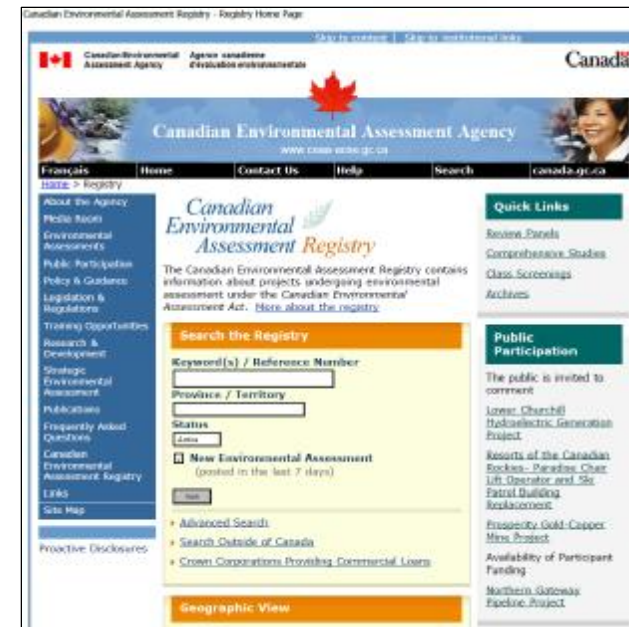 Canadian Environmental Assessment Registry - Registry Home Page
Skip to content | Skip to institutional links
Canadian Environmental Assessment Agency
Agence canadienne d'évaluation environnementale
Canada
Canadian Environmental Assessment Agency
www.ceaa-acee.gc.ca
Français Home Contact Us Help Search canada.gc.ca
Home > Registry
About the Agency
Media Room
Environmental
Assessments
Public Participation
Policy & Guidance
Legislation &
Regulations
Training Opportunities
Research &
Development
Strategic
Environmental
Assessment
Publications
Frequently Asked
Questions
Canadian
Environmental
Assessment Registry
Links
Site Map
Proactive Disclosures
Canadian
Environmental
Assessment Registry
The Canadian Environmental Assessment Registry contains
information about projects undergoing environmental
assessment under the Canadian Environmental
Assessment Act. More about the registry
Search the Registry
Keyword(s) / Reference Number
Province / Territory
Status
Active
New Environmental Assessment
(posted in the last 7 days)
Advanced Search
Search Outside of Canada
Crown Corporations Providing Commercial Loans
Geographic View
Quick Links
Review Panels
Comprehensive Studies
Class Screenings
Archives
Public
Participation
The public is invited to
comment
Lower Churchill
Hydroelectric Generation
Project
Resorts of the Canadian
Rockies- Paradise Chair
Lift Operator and Ski
Patrol Building
Replacement
Prosperity Gold-Copper
Mine Project
Availability of Participant
Funding
Northern Gateway
Pipeline Project